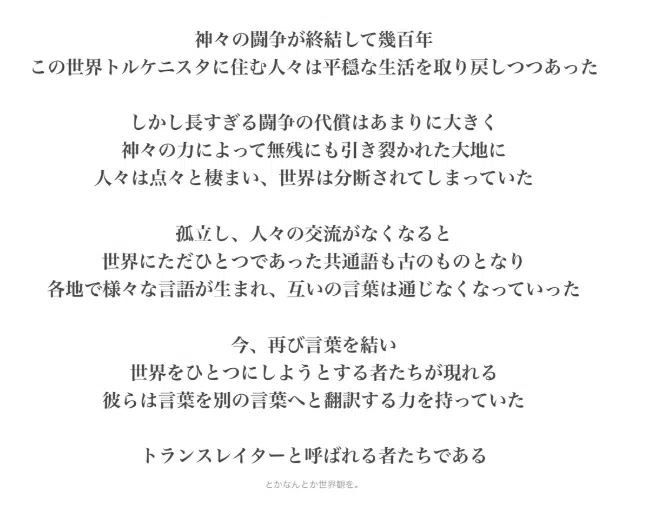 神々の闘争が終結して幾百年
この世界トルケニスタに住む人々は平穏な生活を取り戻しつつあった
しかし長すぎる闘争の代償はあまりに大きく
神々の力によって無残にも引き裂かれた大地に
人々は点々と棲まい、世界は分断されてしまっていた
孤立し、人々の交流がなくなると
世界にただひとつであった共通語も古のものとなり
各地で様々な言語が生まれ、互いの言葉は通じなくなっていった
今、再び言葉を結い
世界をひとつにしようとする者たちが現れる
彼らは言葉を別の言葉へと翻訳する力を持っていた
トランスレイターと呼ばれる者たちである
とかなんとか世界観を。